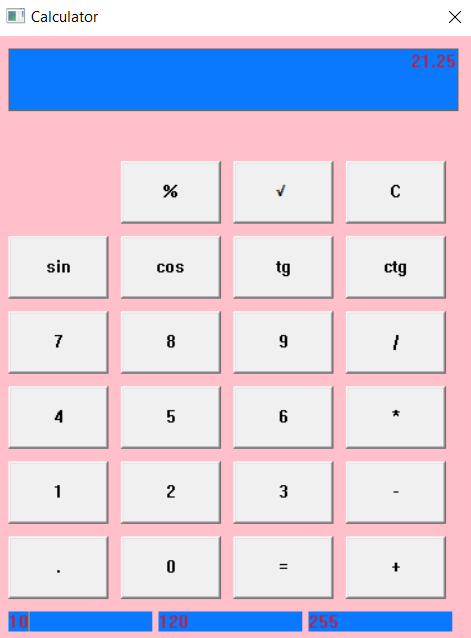 Calculator
21.25
% √ C
sin cos tg ctg
7 8 9 /
4 5 6 *
1 2 3 -
. 0 = +
10 120 255